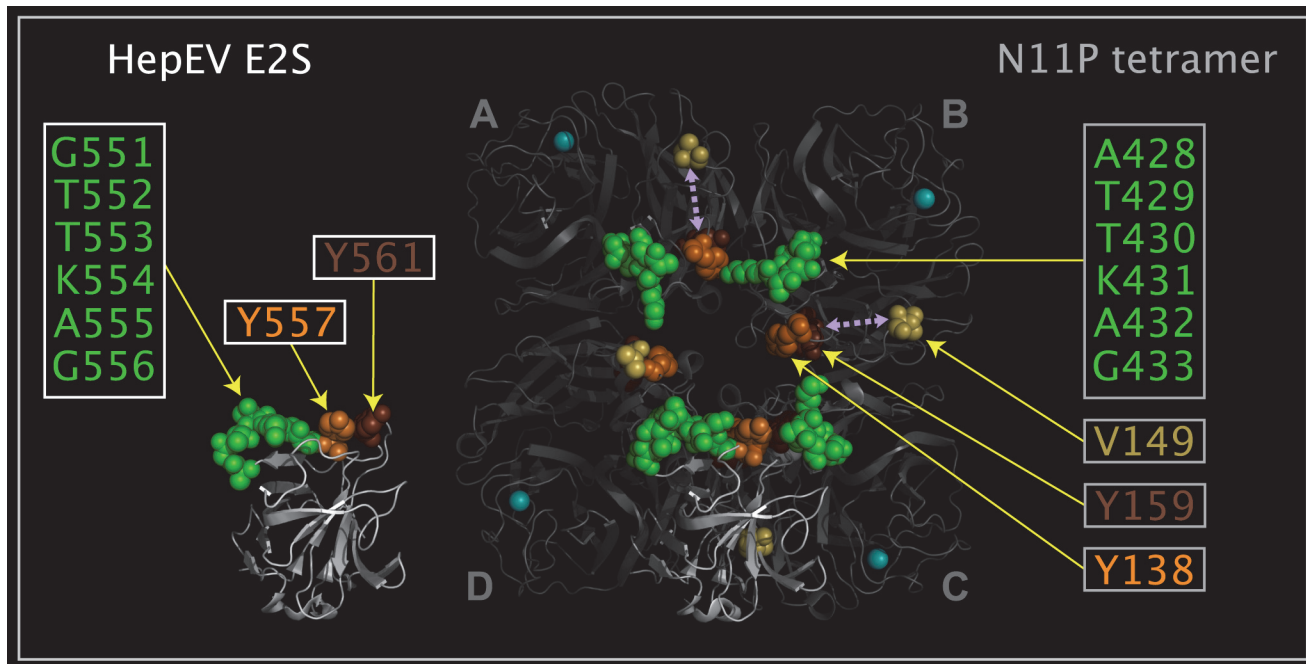 HepEV E2S
N11P tetramer
G551
T552
T553
K554
A555
G556
Y557
Y561
A
B
D
C
A428
T429
T430
K431
A432
G433
V149
Y159
Y138